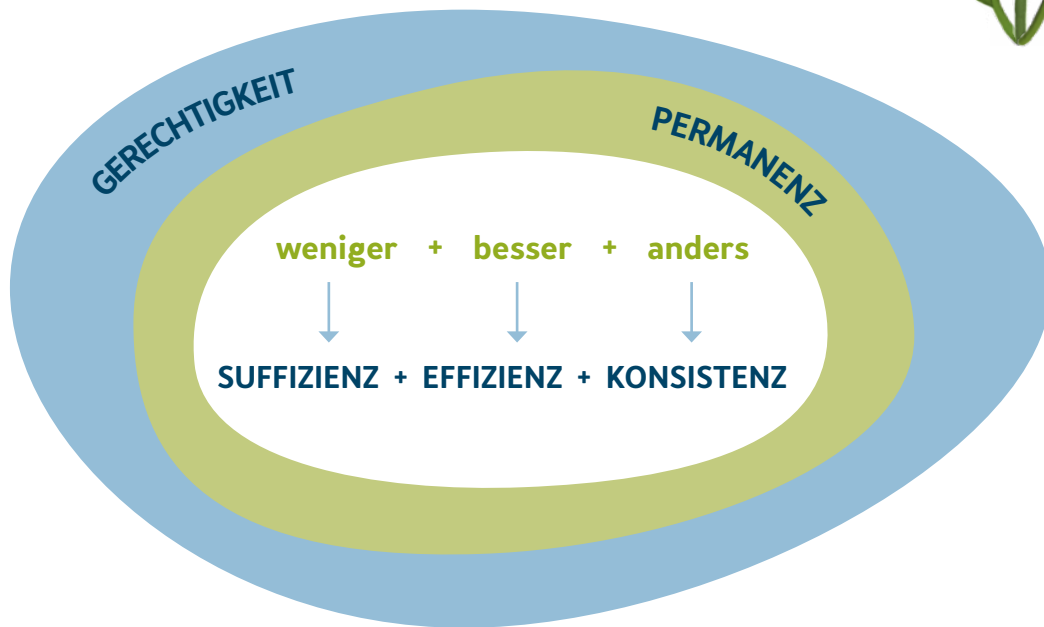 GERECHTIGKEIT
PERMANENZ
weniger + besser + anders
SUFFIZIENZ + EFFIZIENZ + KONSISTENZ